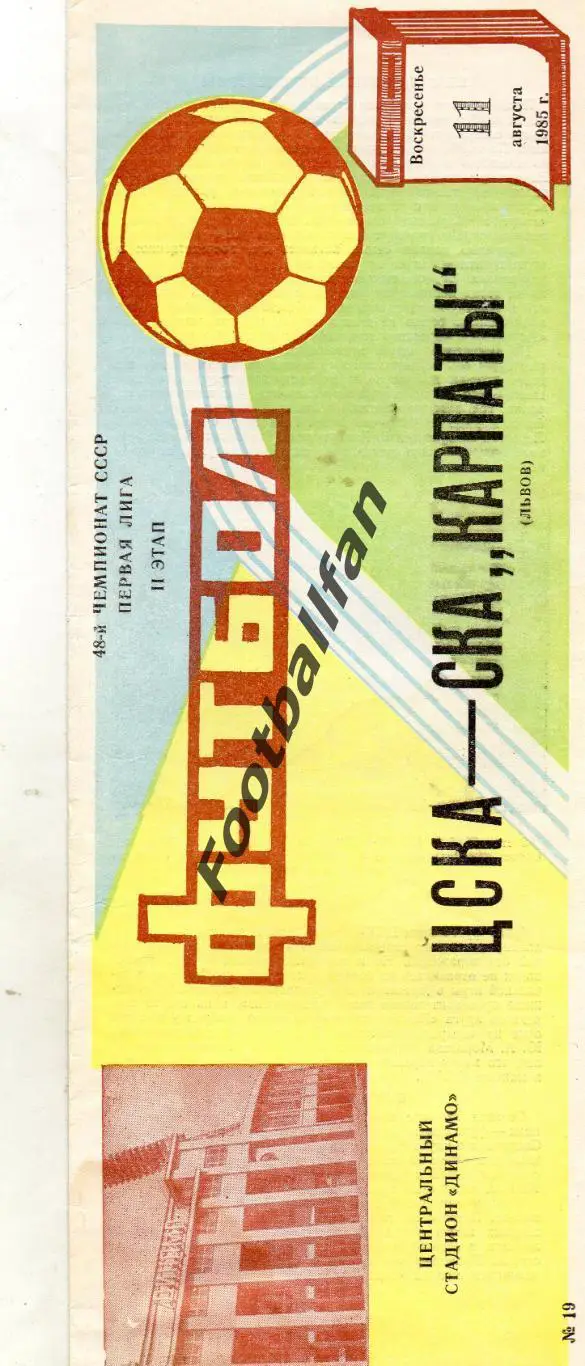 48-й ЧЕМПИОНАТ СССР
ПЕРВАЯ ЛИГА
II ЭТАП
ФУТБОЛ
Воскресенье
11
августа
1985 г.
ЦСКА—СКА „КАРПАТЫ“
(ЛЬВОВ)
ЦЕНТРАЛЬНЫЙ
СТАДИОН «ДИНАМО»
№ 19
Footballfan